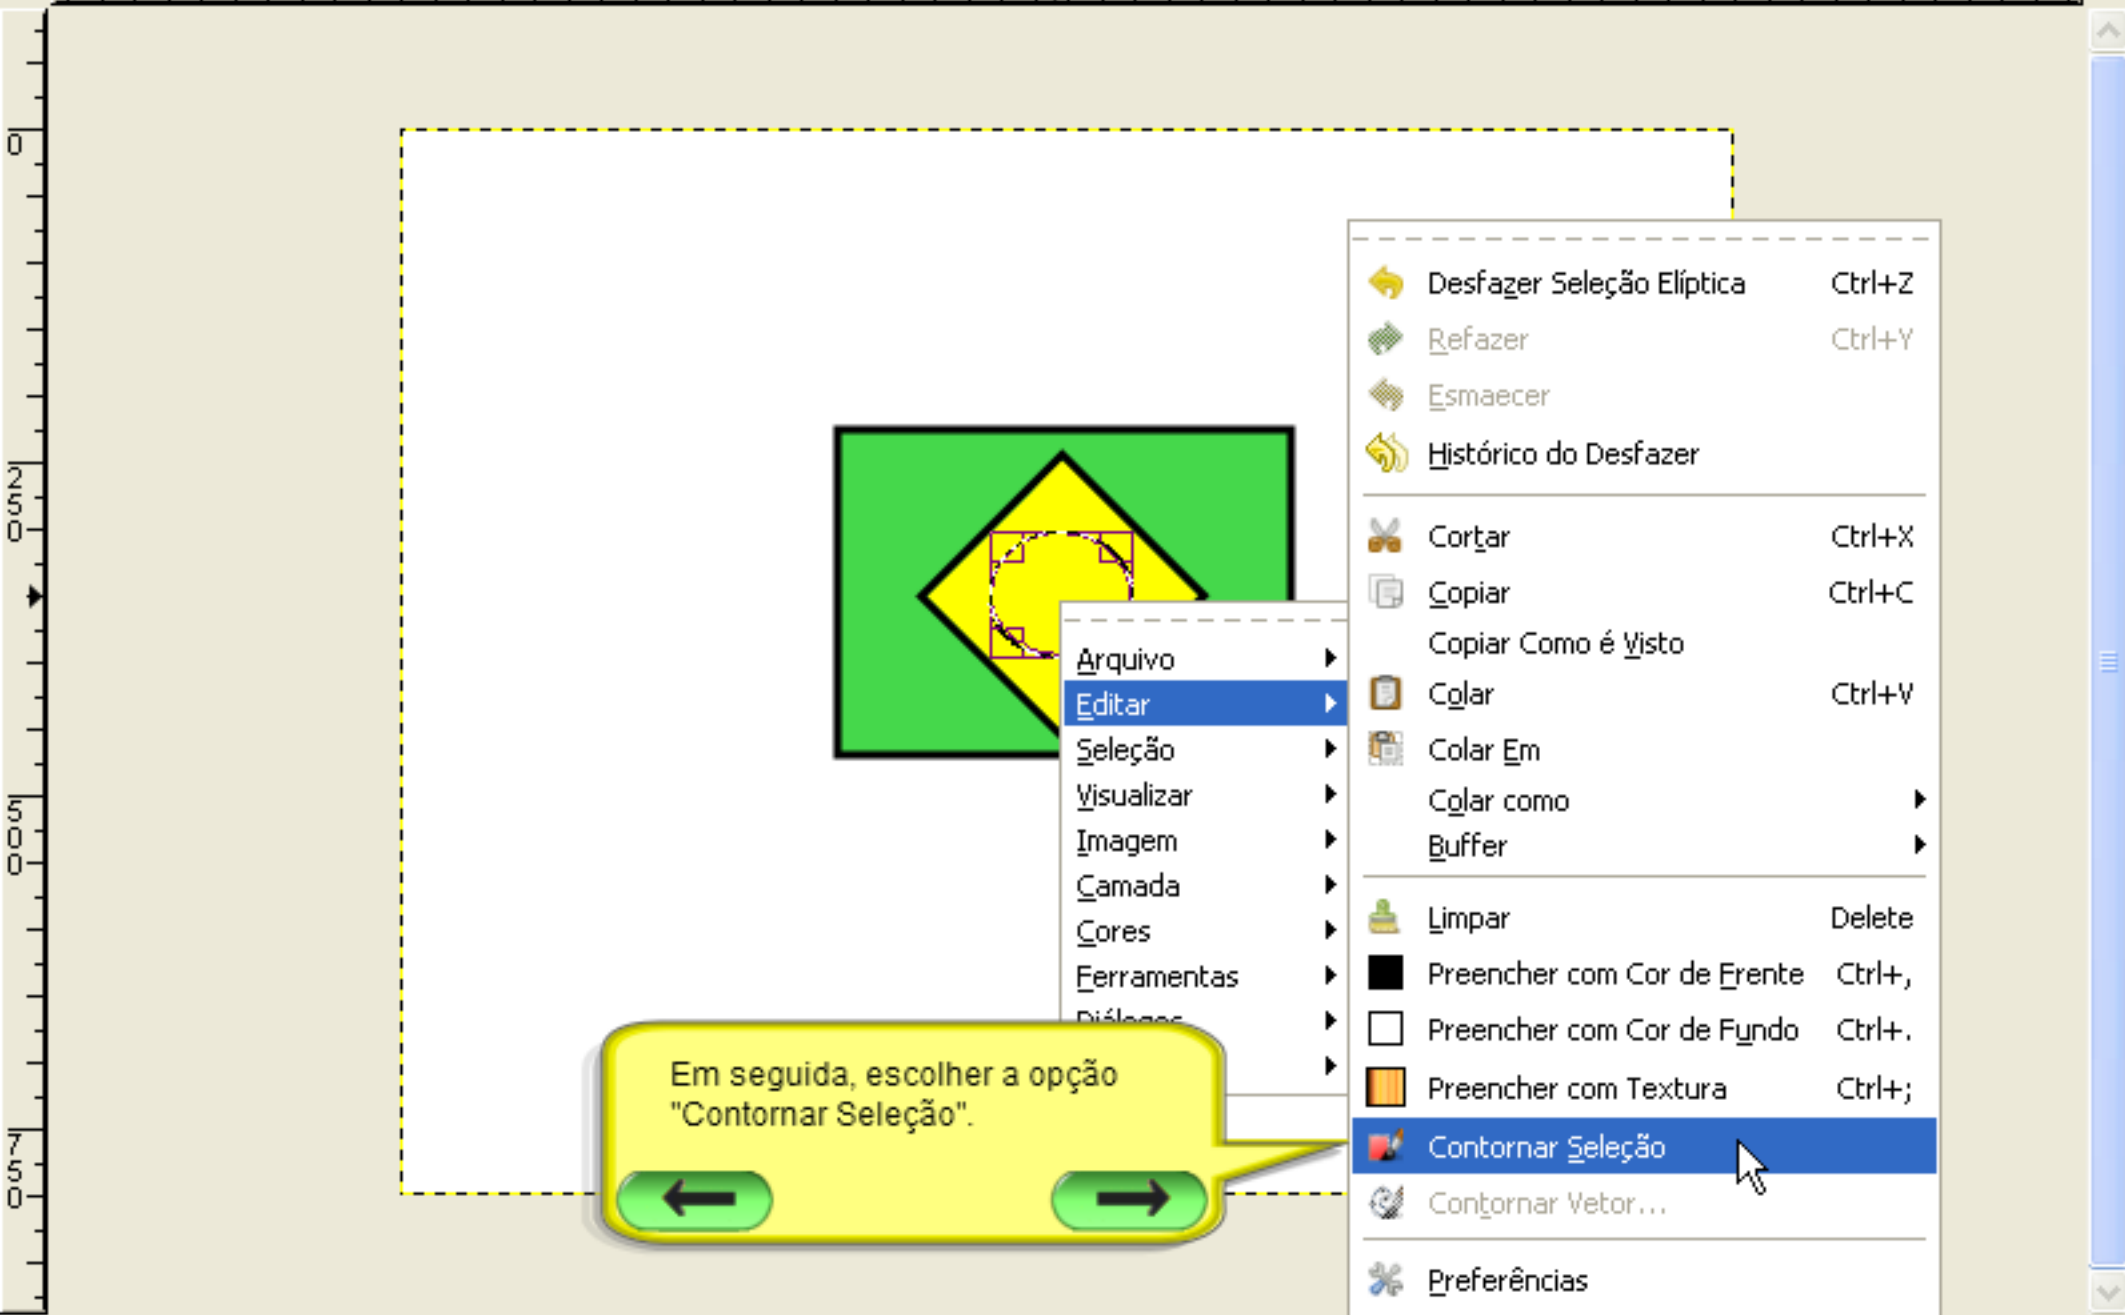 0
250
500
750
Desfazer Seleção Elíptica Ctrl+Z
Refazer Ctrl+Y
Esmaecer
Histórico do Desfazer
Cortar Ctrl+X
Copiar Ctrl+C
Copiar Como é Visto
Colar Ctrl+V
Colar Em
Colar como
Buffer
Limpar Delete
Preencher com Cor de Frente Ctrl+,
Preencher com Cor de Fundo Ctrl+.
Preencher com Textura Ctrl+;
Contornar Seleção
Contornar Vetor...
Preferências
Arquivo
Editar
Seleção
Visualizar
Imagem
Camada
Cores
Ferramentas
Diálogos
Em seguida, escolher a opção
"Contornar Seleção".